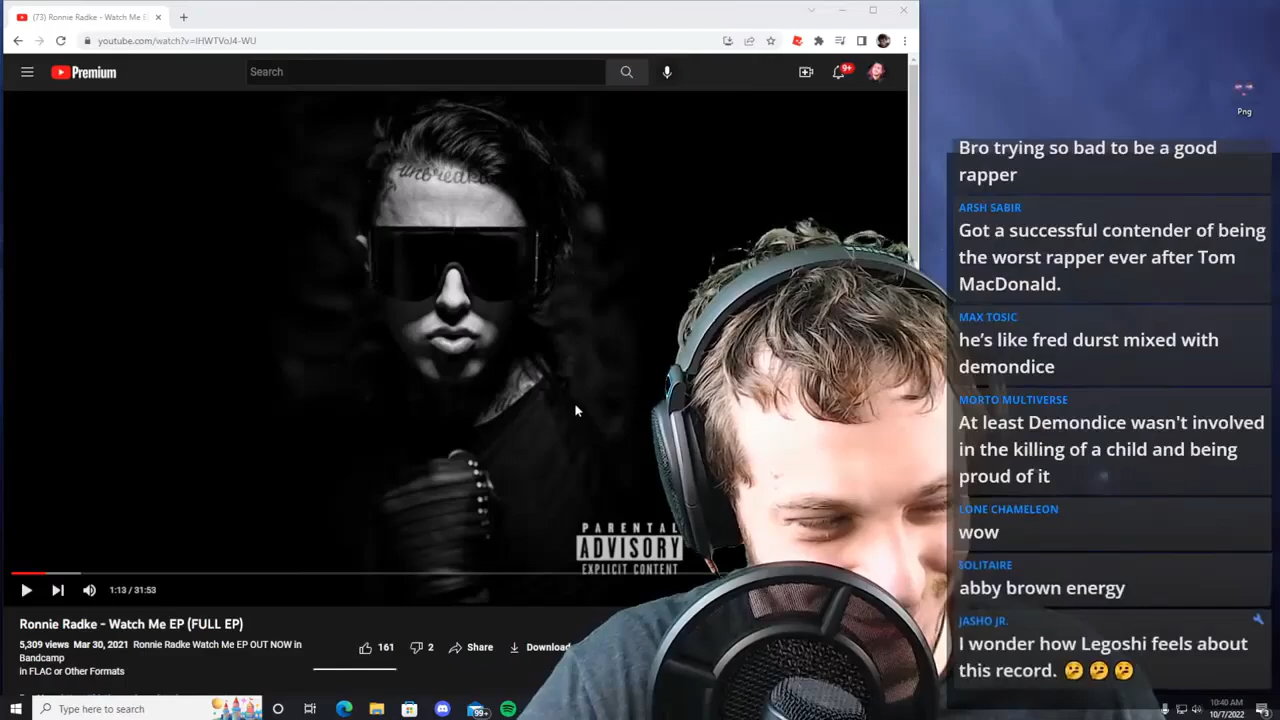 (73) Ronnie Radke - Watch Me E
youtube.com/watch?v=IHWTVoJ4-WU
Premium
Search
9+
unbreakable
PARENTAL
ADVISORY
EXPLICIT CONTENT
1:13 / 31:53
Ronnie Radke - Watch Me EP (FULL EP)
5,309 views Mar 30, 2021 Ronnie Radke Watch Me EP OUT NOW in
Bandcamp
in FLAC or Other Formats
161
2
Share
Download
Png
Bro trying so bad to be a good
rapper
ARSH SABIR
Got a successful contender of being
the worst rapper ever after Tom
MacDonald.
MAX TOSIC
he’s like fred durst mixed with
demondice
MORTO MULTIVERSE
At least Demondice wasn't involved
in the killing of a child and being
proud of it
LONE CHAMELEON
wow
SOLITAIRE
abby brown energy
JASHO JR.
I wonder how Legoshi feels about
this record. 🤔 🤔 🤔
Type here to search
99+
10:40 AM
10/7/2022
3